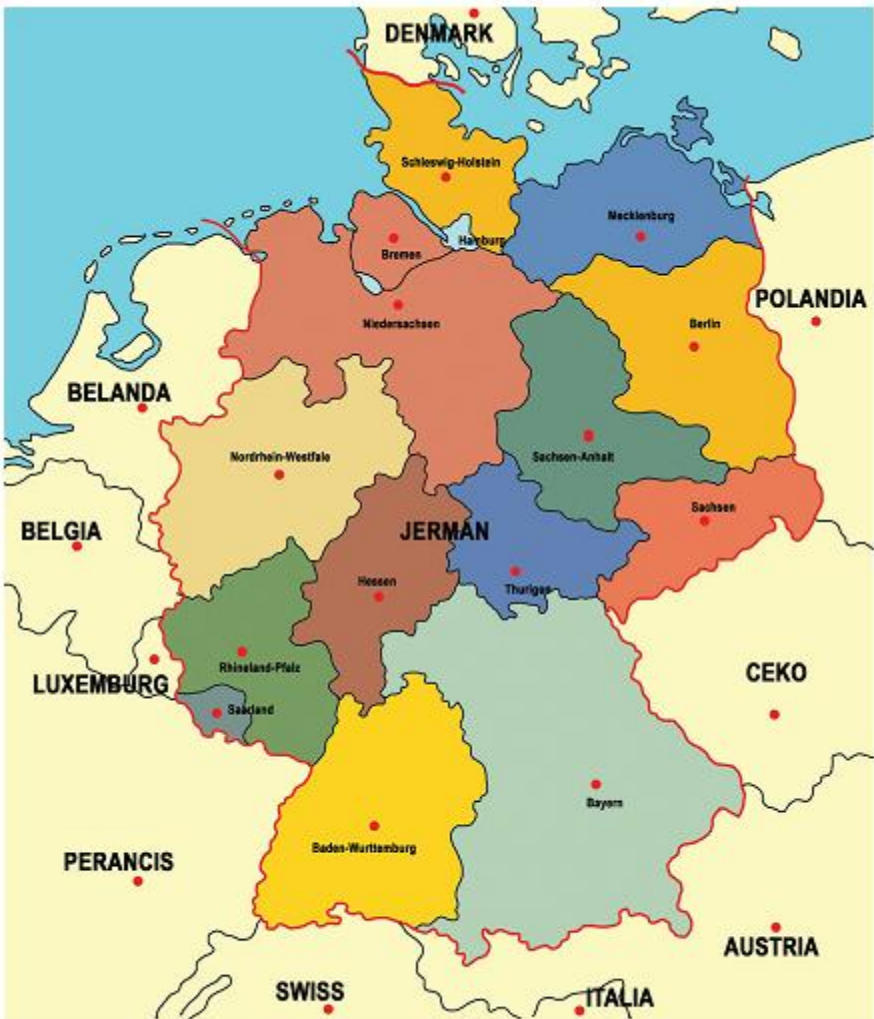 DENMARK
Schleswig-Holstein
Mecklenburg
Hamburg
Bremen
POLANDIA
Niedersachsen
Berlin
BELANDA
Nordrhein-Westfale
Sachsen-Anhalt
Sachsen
BELGIA
JERMAN
Hessen
Thurigen
Rhineland-Pfalz
LUXEMBURG
CEKO
Saarland
Bayern
Baden-Wurttemburg
PERANCIS
AUSTRIA
SWISS
ITALIA